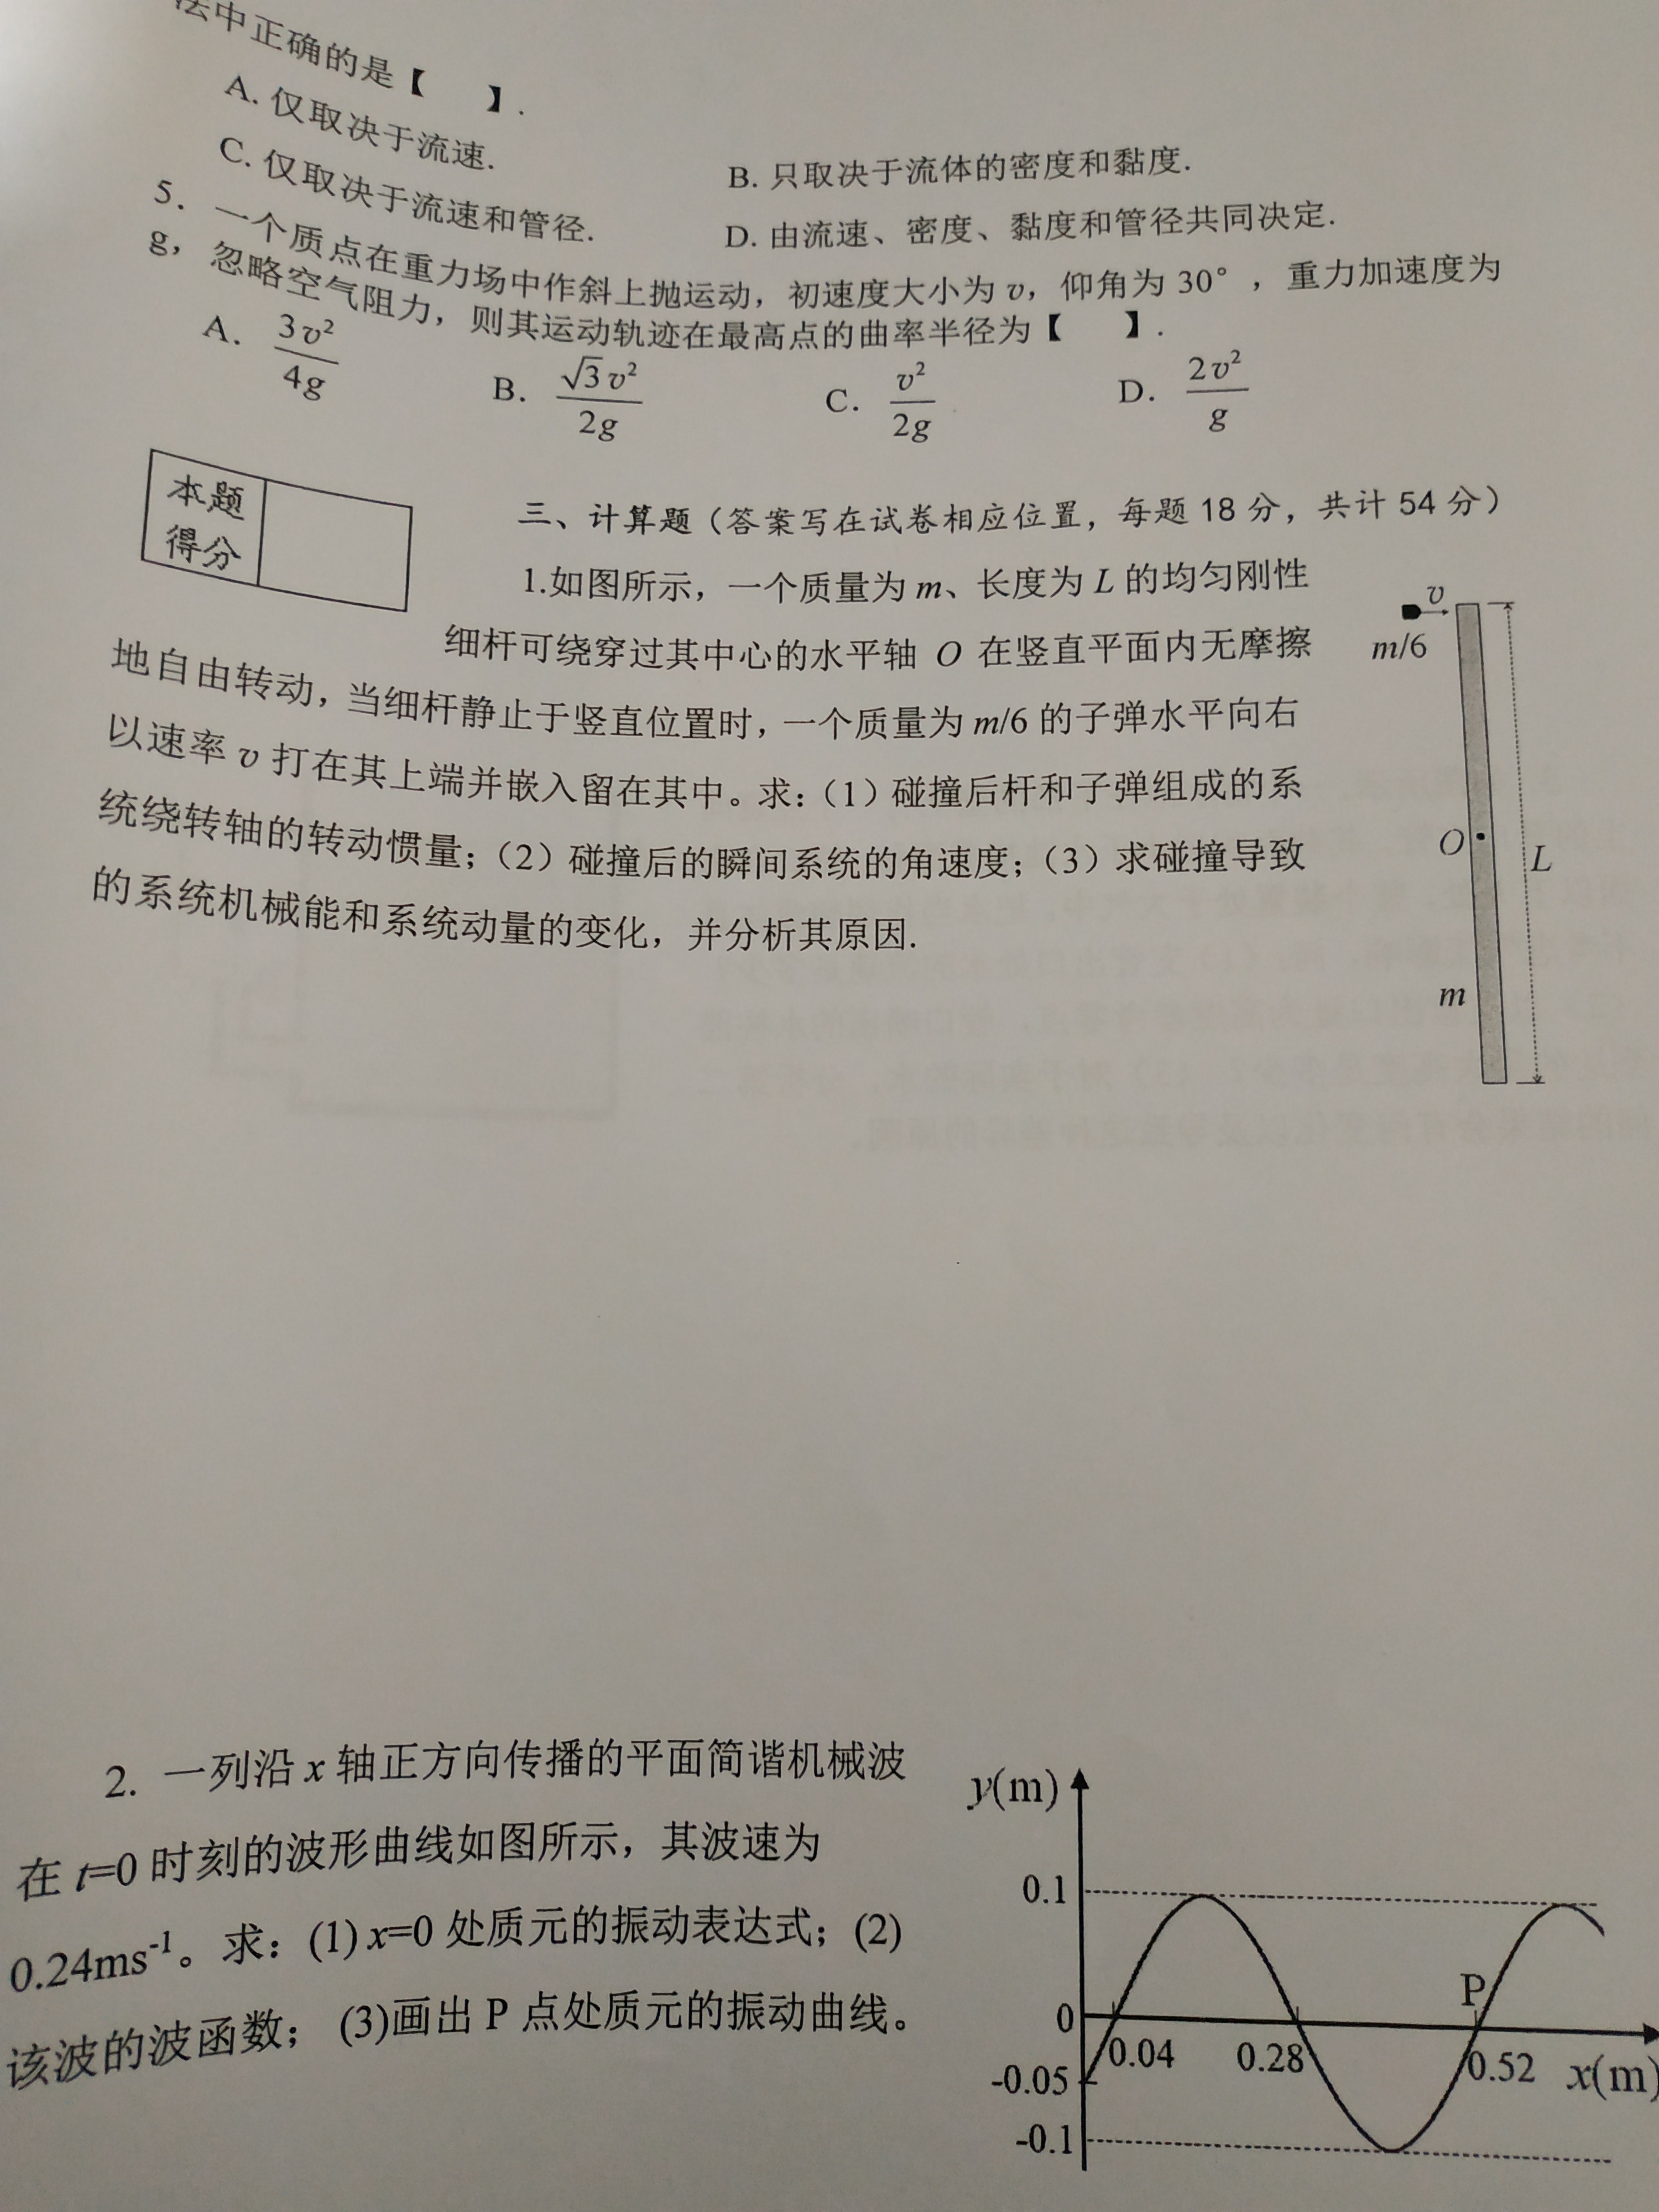 法中正确的是【 】.
A. 仅取决于流速.
B. 只取决于流体的密度和黏度.
C. 仅取决于流速和管径.
D. 由流速、密度、黏度和管径共同决定.
5. 一个质点在重力场中作斜上抛运动，初速度大小为 v，仰角为 30°，重力加速度为
g，忽略空气阻力，则其运动轨迹在最高点的曲率半径为【 】.
A. 3v²/4g B. √3v²/2g C. v²/2g D. 2v²/g
本题
得分
三、计算题（答案写在试卷相应位置，每题 18 分，共计 54 分）
1.如图所示，一个质量为 m、长度为 L 的均匀刚性
细杆可绕穿过其中心的水平轴 O 在竖直平面内无摩擦
地自由转动，当细杆静止于竖直位置时，一个质量为 m/6 的子弹水平向右
以速率 v 打在其上端并嵌入留在其中。求：（1）碰撞后杆和子弹组成的系
统绕转轴的转动惯量；（2）碰撞后的瞬间系统的角速度；（3）求碰撞导致
的系统机械能和系统动量的变化，并分析其原因.
v
m/6
O
L
m
2. 一列沿 x 轴正方向传播的平面简谐机械波
在 t=0 时刻的波形曲线如图所示，其波速为
0.24ms⁻¹。求：(1) x=0 处质元的振动表达式；(2)
该波的波函数； (3)画出 P 点处质元的振动曲线。
y(m)
0.1
P
0
0.04
0.28
0.52
x(m)
-0.05
-0.1